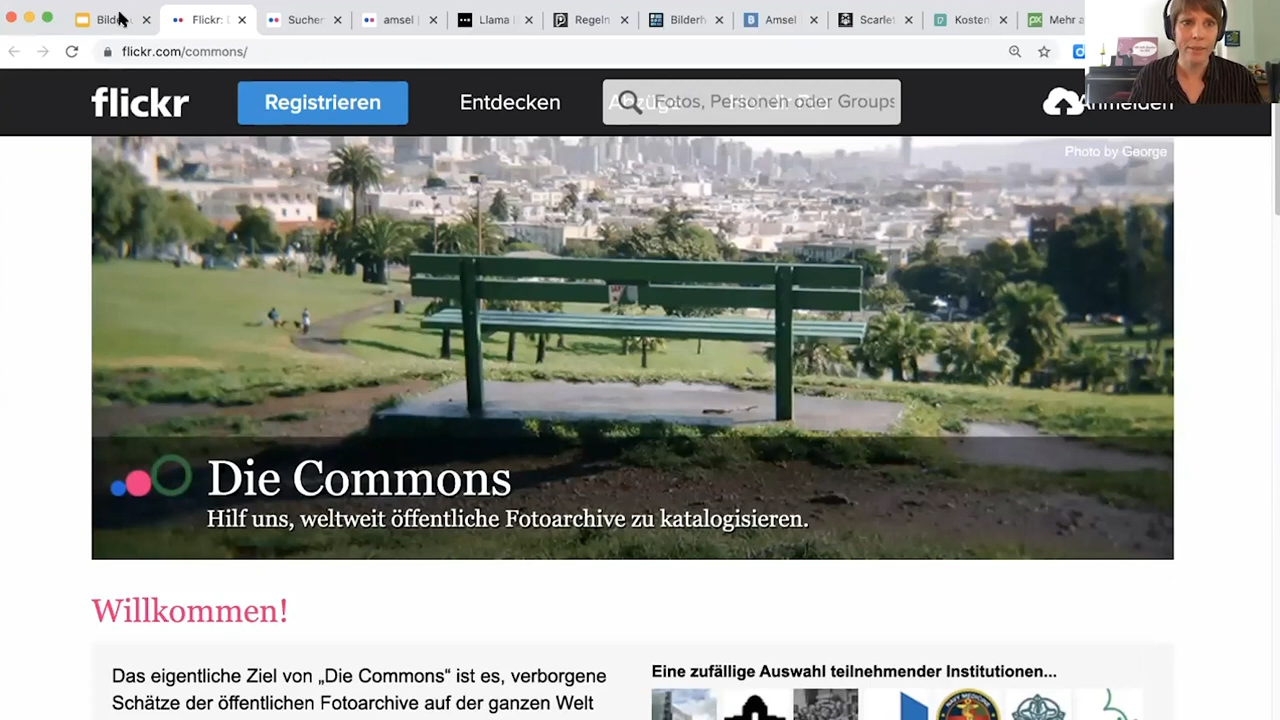 Bilde
Flickr: D
Sucher
amsel |
Llama |
Regeln
Bilderh
Amsel
Scarlet
Kosten
Mehr a
flickr.com/commons/
flickr
Registrieren
Entdecken
Fotos, Personen oder Groups
Anmelden
Photo by George
Die Commons
Hilf uns, weltweit öffentliche Fotoarchive zu katalogisieren.
Willkommen!
Das eigentliche Ziel von „Die Commons“ ist es, verborgene
Schätze der öffentlichen Fotoarchive auf der ganzen Welt
Eine zufällige Auswahl teilnehmender Institutionen...